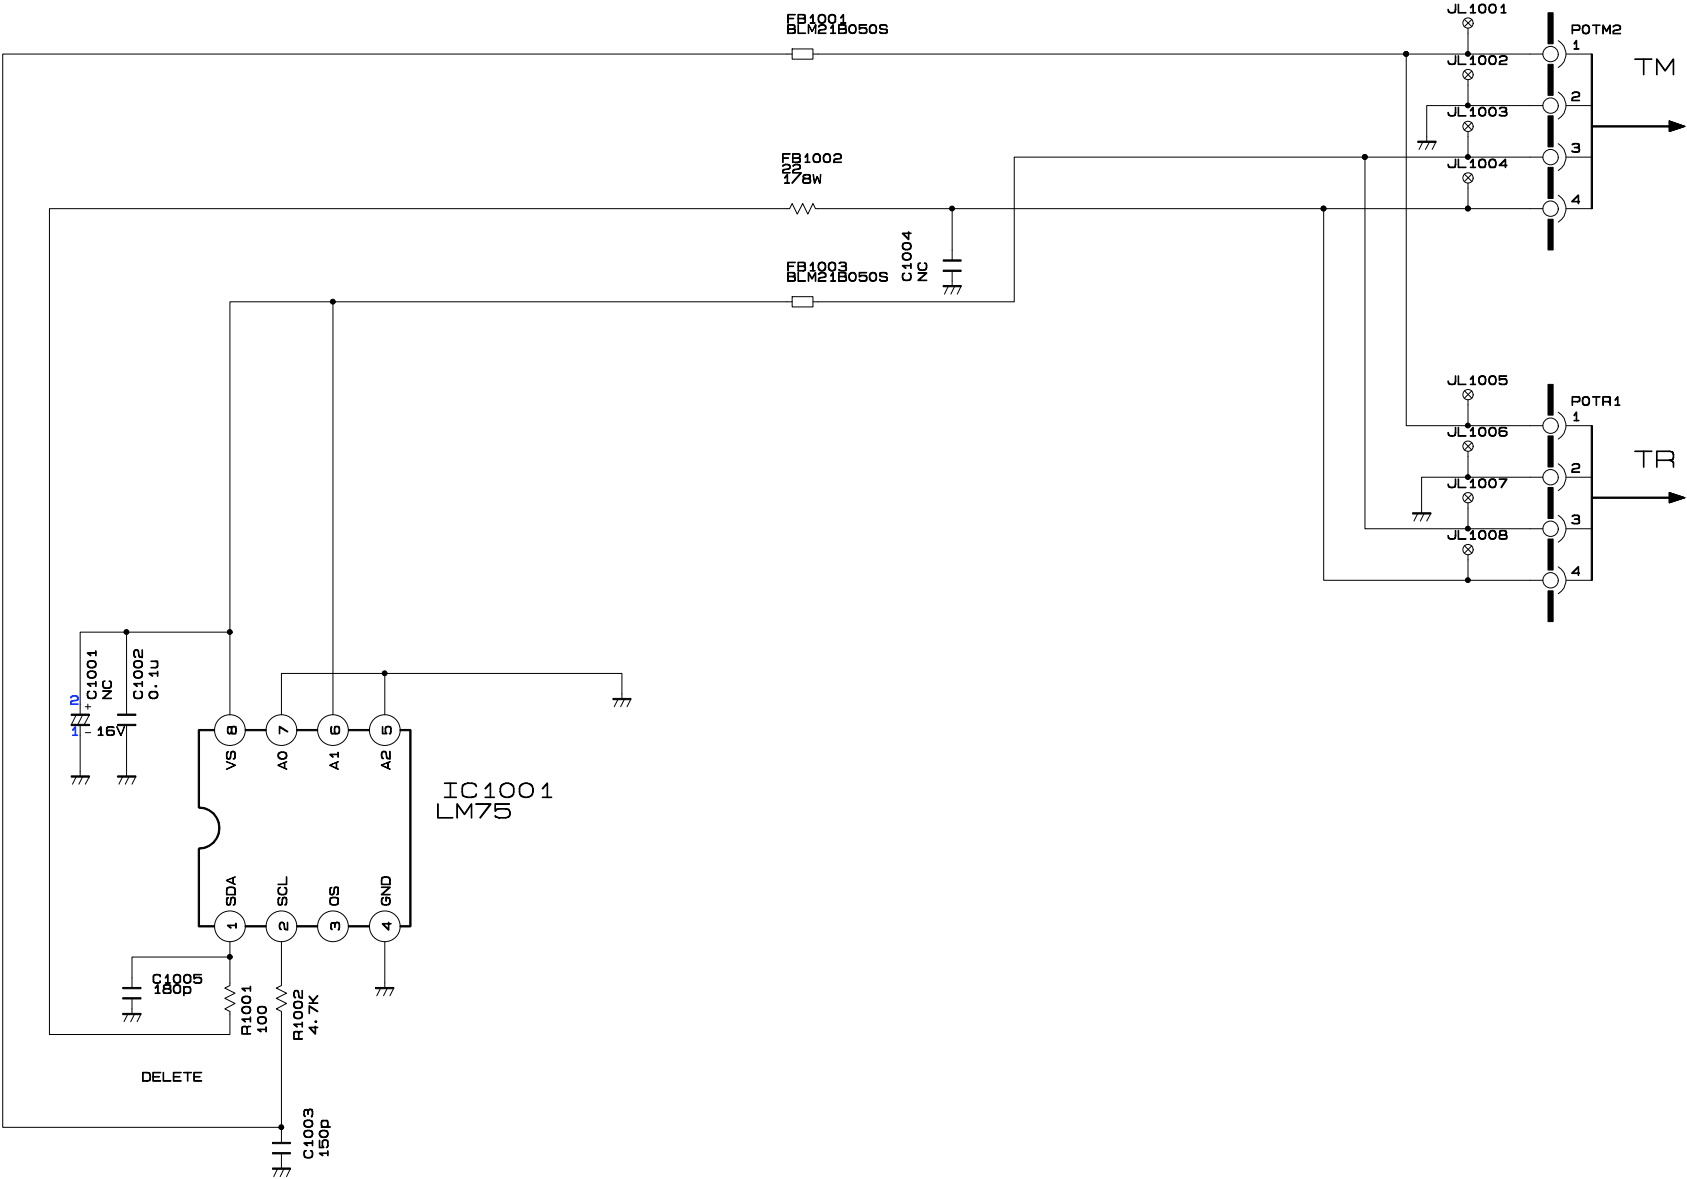 FB1001
BLM21B050S
JL1001
POTM2
1
TM
JL1002
2
JL1003
3
JL1004
4
FB1002
22
1/8W
C1004
NC
FB1003
BLM21B050S
JL1005
POTR1
1
TR
JL1006
2
JL1007
3
JL1008
4
C1001
NC
2
+
1
- 16V
C1002
0.1u
8
7
6
5
VS
A0
A1
A2
IC1001
LM75
SDA
SCL
OS
GND
1
2
3
4
C1005
180p
R1001
100
R1002
4.7K
DELETE
C1003
150p